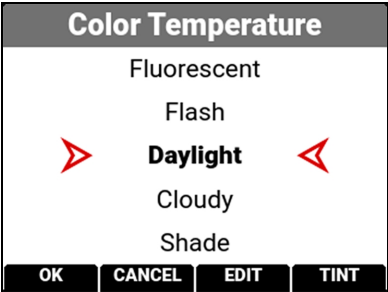 Color Temperature
Fluorescent
Flash
Daylight
Cloudy
Shade
OK CANCEL EDIT TINT